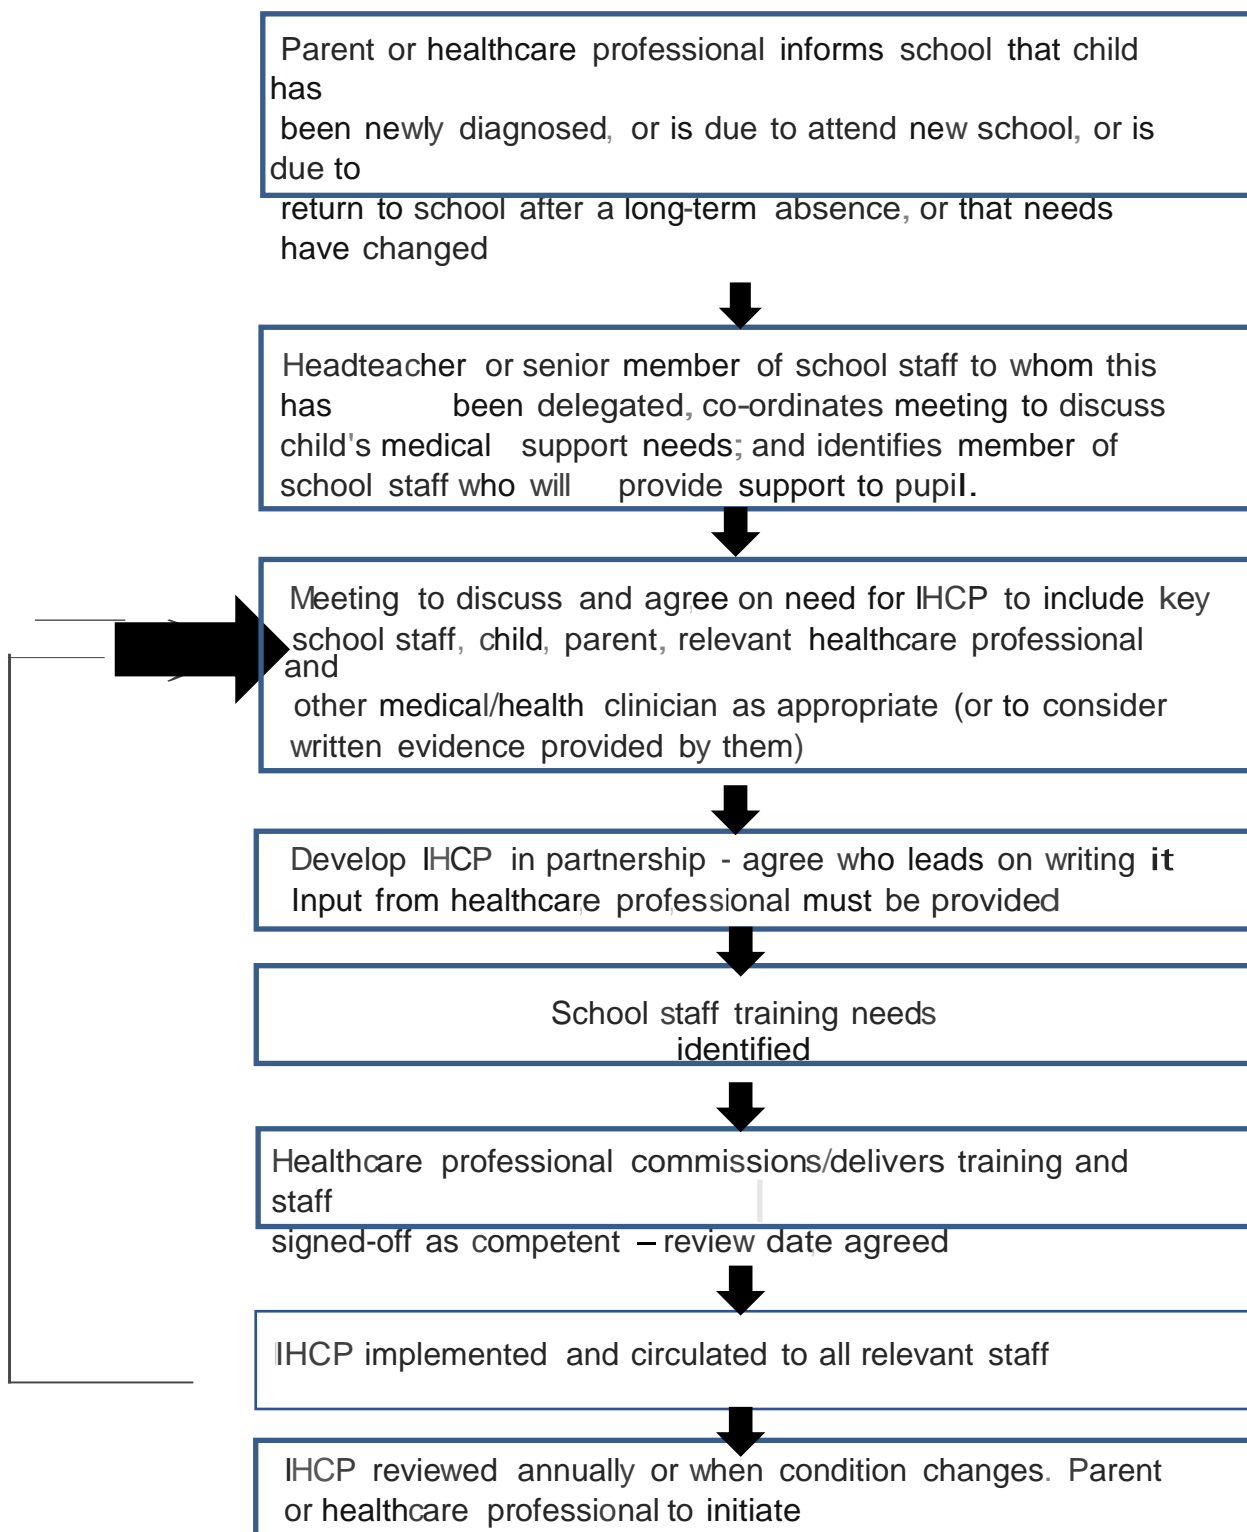 Parent or healthcare professional informs school that child
has
been newly diagnosed, or is due to attend new school, or is
due to
return to school after a long-term absence, or that needs
have changed
Headteacher or senior member of school staff to whom this
has been delegated, co-ordinates meeting to discuss
child's medical support needs; and identifies member of
school staff who will provide support to pupil.
Meeting to discuss and agree on need for IHCP to include key
school staff, child, parent, relevant healthcare professional
and
other medical/health clinician as appropriate (or to consider
written evidence provided by them)
Develop IHCP in partnership - agree who leads on writing it
Input from healthcare professional must be provided
School staff training needs
identified
Healthcare professional commissions/delivers training and
staff
signed-off as competent – review date agreed
IHCP implemented and circulated to all relevant staff
IHCP reviewed annually or when condition changes. Parent
or healthcare professional to initiate